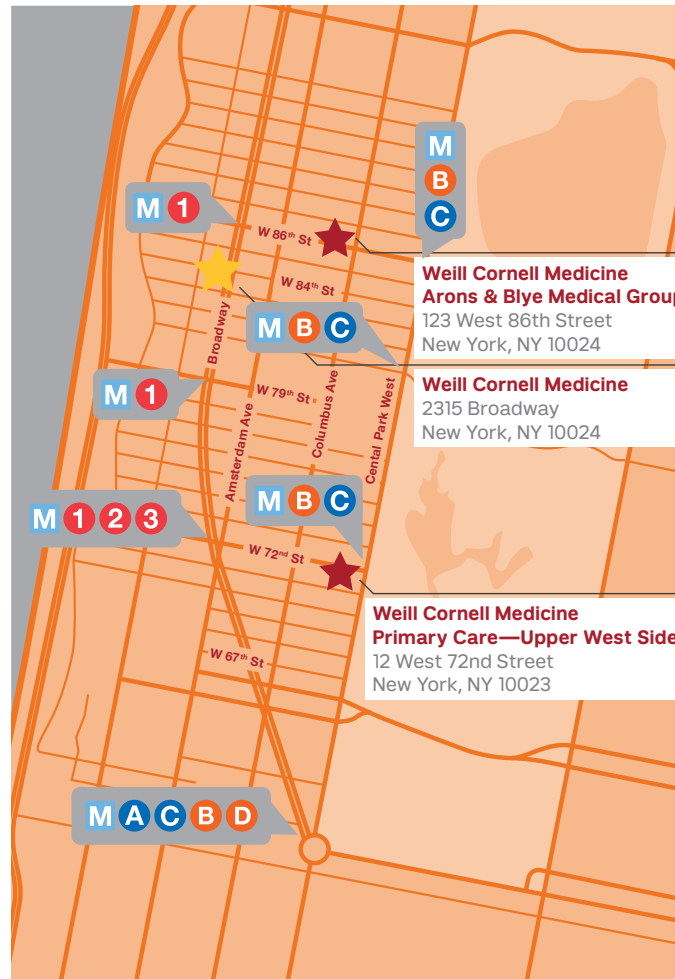 M
B
C
M 1
W 86th St
Weill Cornell Medicine
Arons & Blye Medical Group
123 West 86th Street
New York, NY 10024
W 84th St
M B C
Broadway
Weill Cornell Medicine
2315 Broadway
New York, NY 10024
M 1
W 79th St
Columbus Ave
Cental Park West
Amsterdam Ave
M B C
M 1 2 3
W 72nd St
Weill Cornell Medicine
Primary Care—Upper West Side
12 West 72nd Street
New York, NY 10023
W 67th St
M A C B D